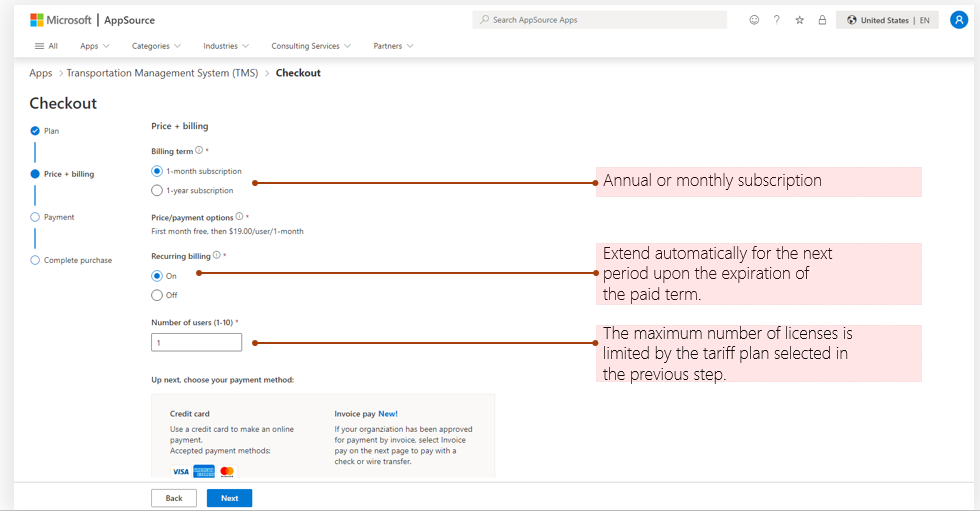 Microsoft | AppSource
Search AppSource Apps
?
United States | EN
All Apps Categories Industries Consulting Services Partners
Apps > Transportation Management System (TMS) > Checkout
Checkout
Plan
Price + billing
Payment
Complete purchase
Price + billing
Billing term *
1-month subscription
1-year subscription
Annual or monthly subscription
Price/payment options *
First month free, then $19.00/user/1-month
Recurring billing *
On
Off
Extend automatically for the next
period upon the expiration of
the paid term.
Number of users (1-10) *
1
The maximum number of licenses is
limited by the tariff plan selected in
the previous step.
Up next, choose your payment method:
Credit card
Use a credit card to make an online
payment.
Accepted payment methods:
VISA
Invoice pay New!
If your organziation has been approved
for payment by invoice, select Invoice
pay on the next page to pay with a
check or wire transfer.
Back
Next